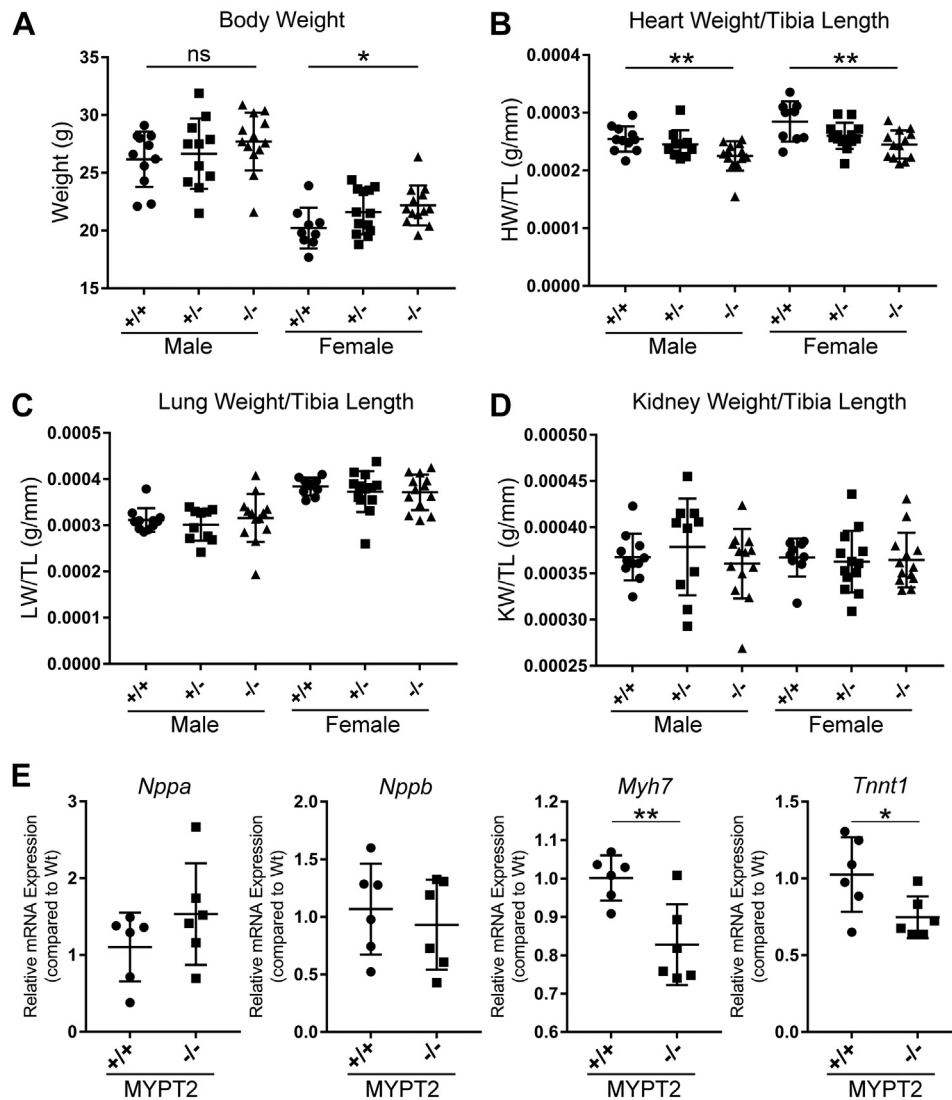 A
Body Weight
Weight (g)
35
30
25
20
15
ns
*
+/+
+/-
-/-
+/+
+/-
-/-
Male
Female
B
Heart Weight/Tibia Length
HW/TL (g/mm)
0.0004
0.0003
0.0002
0.0001
0.0000
**
**
+/+
+/-
-/-
+/+
+/-
-/-
Male
Female
C
Lung Weight/Tibia Length
LW/TL (g/mm)
0.0005
0.0004
0.0003
0.0002
0.0001
0.0000
+/+
+/-
-/-
+/+
+/-
-/-
Male
Female
D
Kidney Weight/Tibia Length
KW/TL (g/mm)
0.00050
0.00045
0.00040
0.00035
0.00030
0.00025
+/+
+/-
-/-
+/+
+/-
-/-
Male
Female
E
Nppa
Relative mRNA Expression
(compared to Wt)
3
2
1
0
+/+
-/-
MYPT2
Nppb
Relative mRNA Expression
(compared to Wt)
2.0
1.5
1.0
0.5
0.0
+/+
-/-
MYPT2
Myh7
Relative mRNA Expression
(compared to Wt)
1.2
1.1
1.0
0.9
0.8
0.7
0.6
**
+/+
-/-
MYPT2
Tnnt1
Relative mRNA Expression
(compared to Wt)
1.5
1.0
0.5
0.0
*
+/+
-/-
MYPT2